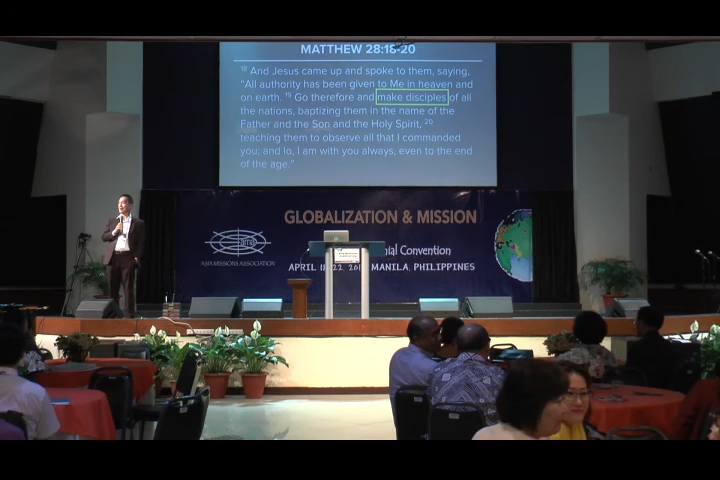 MATTHEW 28:18-20
18 And Jesus came up and spoke to them, saying,
"All authority has been given to Me in heaven and
on earth. 19 Go therefore and make disciples of all
the nations, baptizing them in the name of the
Father and the Son and the Holy Spirit, 20
teaching them to observe all that I commanded
you; and lo, I am with you always, even to the end
of the age."
GLOBALIZATION & MISSION
ama
ASIA MISSIONS ASSOCIATION
Convention
APRIL MANILA, PHILIPPINES